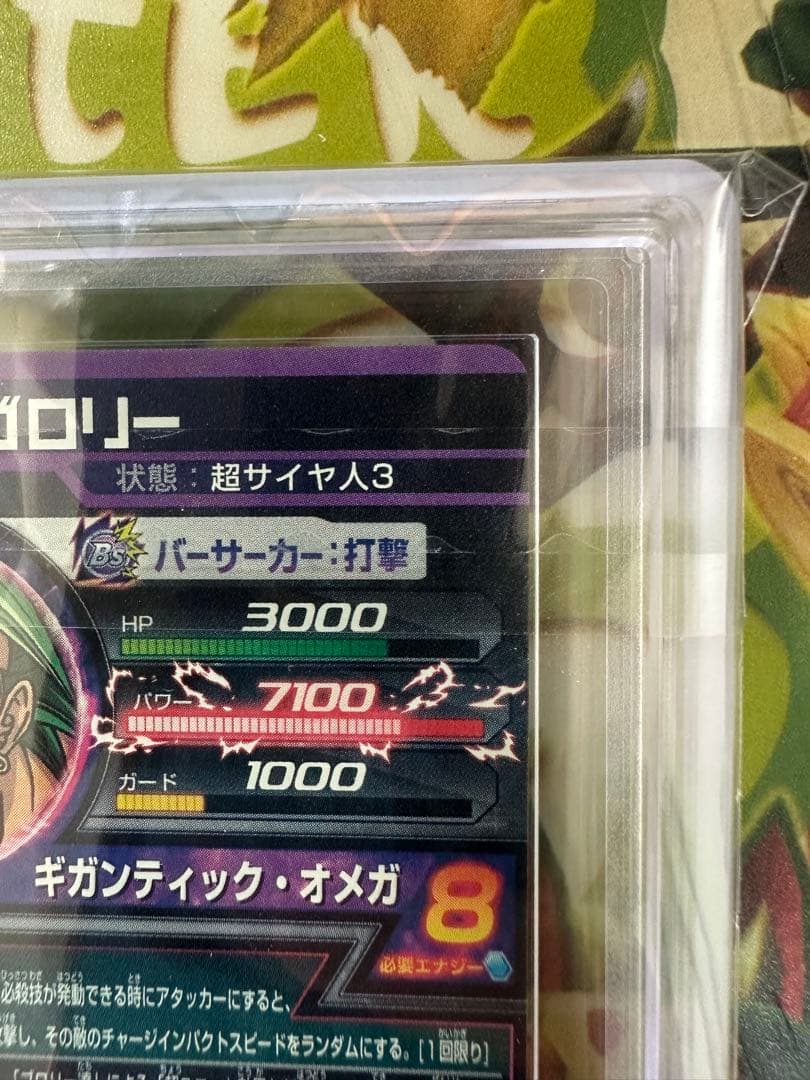 ブロリー
状態：超サイヤ人3
Bs バーサーカー：打撃
HP 3000
パワー 7100
ガード 1000
ギガンティック・オメガ 8
必要エナジー
必殺技が発動できる時にアタッカーにすると、
撃し、その敵のチャージインパクトスピードをランダムにする。[1回限り]